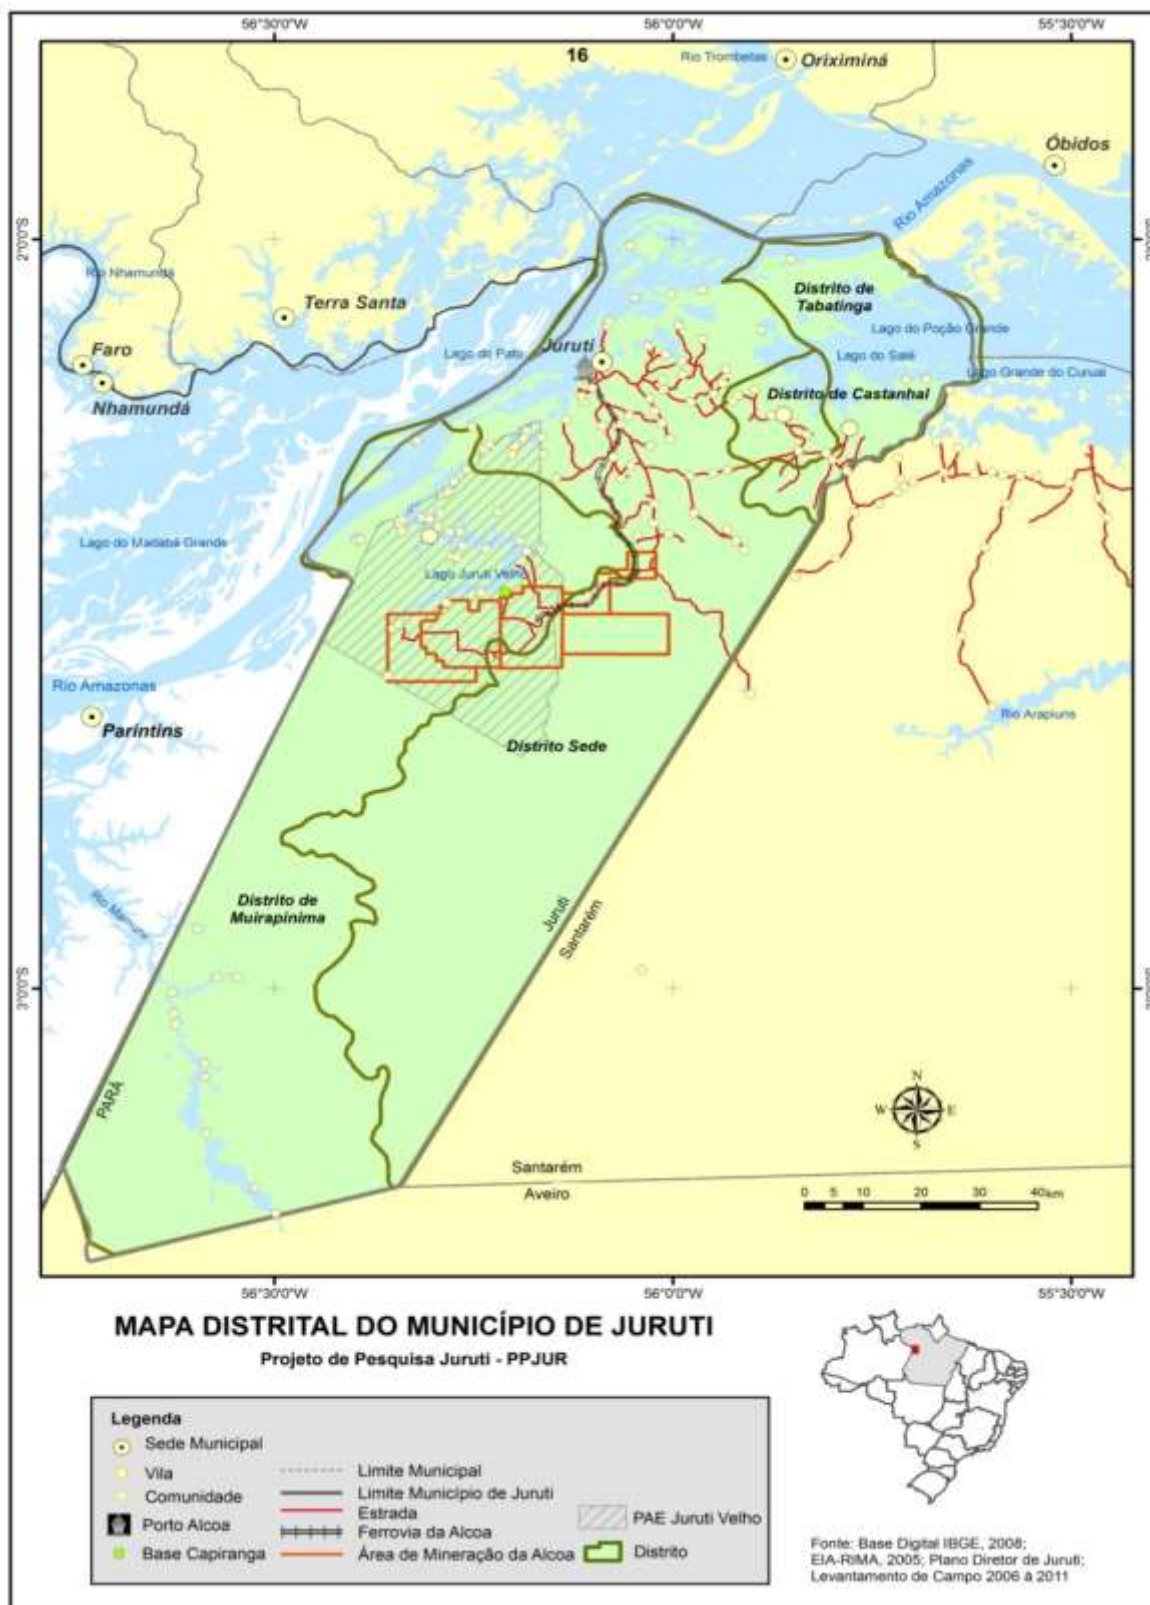 56°30'0"W
56°0'0"W
55°30'0"W
16
Rio Trombetas
Oriximiná
Óbidos
Rio Amazonas
2°0'0"S
Rio Nhamundá
Terra Santa
Distrito de
Tabatinga
Lago do Poção Grande
Faro
Juruti
Lago do Salé
Lago Grande do Curuai
Nhamundá
Distrito de Castanhal
Lago Juruti Velho
Rio Amazonas
Parintins
Rio Arapiuns
Distrito Sede
Distrito de
Muirapinima
Rio Mamuru
Juruti
Santarém
3°0'0"S
PARÁ
N
W
E
S
Santarém
Aveiro
0 5 10 20 30 40km
56°30'0"W
56°0'0"W
55°30'0"W
MAPA DISTRITAL DO MUNICÍPIO DE JURUTI
Projeto de Pesquisa Juruti - PPJUR
Legenda
Sede Municipal
Vila
Comunidade
Porto Alcoa
Base Capiranga
Limite Municipal
Limite Município de Juruti
Estrada
Ferrovia da Alcoa
Área de Mineração da Alcoa
PAE Juruti Velho
Distrito
Fonte: Base Digital IBGE, 2008;
EIA-RIMA, 2005; Plano Diretor de Juruti;
Levantamento de Campo 2006 à 2011